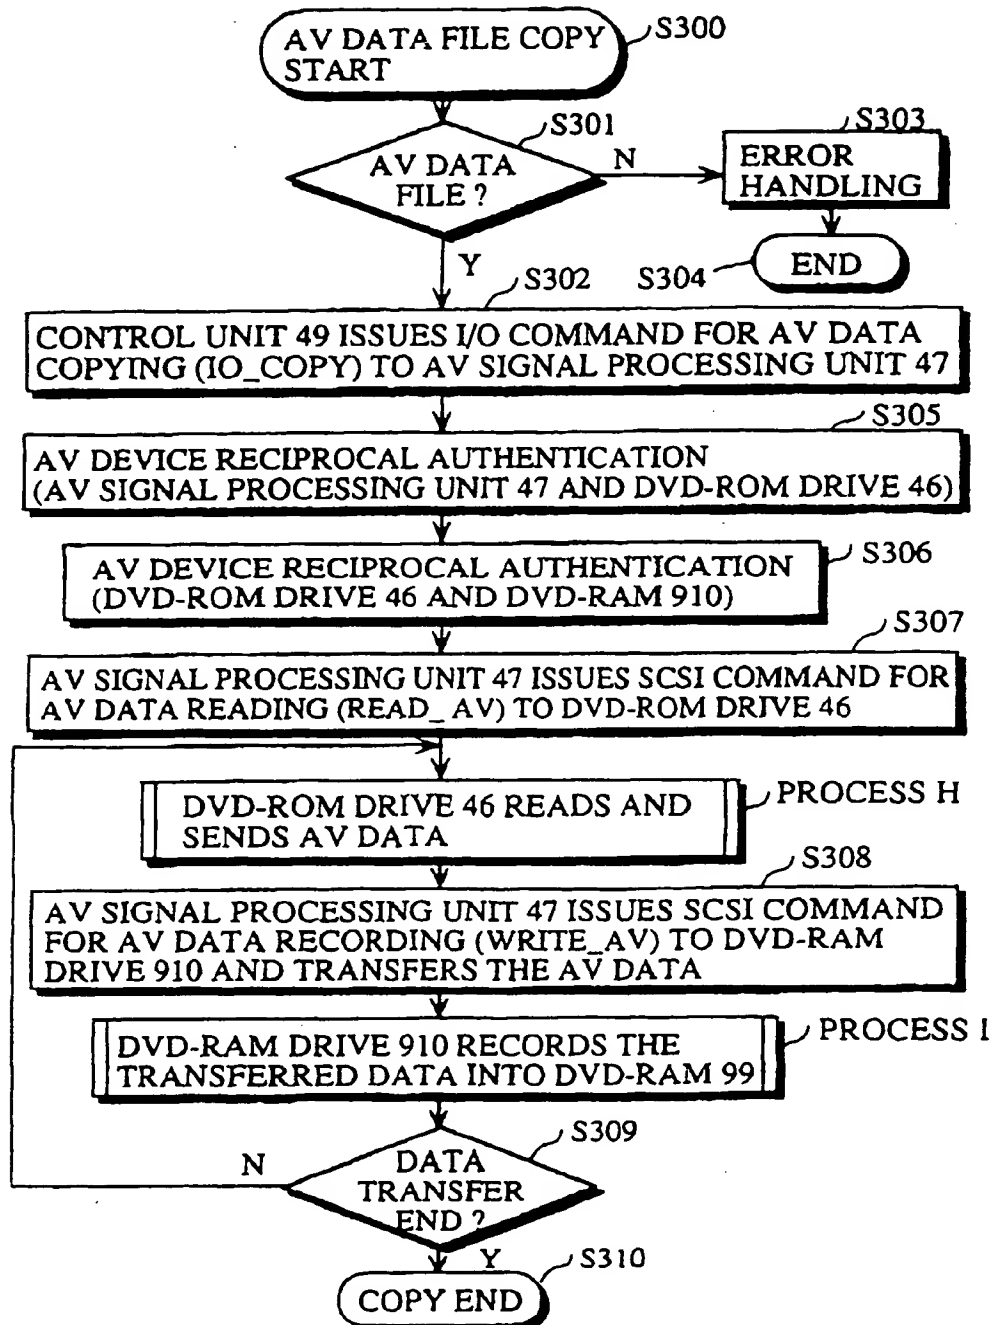 AV DATA FILE COPY
START
S300
S301
AV DATA
FILE ?
N
S303
ERROR
HANDLING
S304
END
Y
S302
CONTROL UNIT 49 ISSUES I/O COMMAND FOR AV DATA
COPYING (IO_COPY) TO AV SIGNAL PROCESSING UNIT 47
S305
AV DEVICE RECIPROCAL AUTHENTICATION
(AV SIGNAL PROCESSING UNIT 47 AND DVD-ROM DRIVE 46)
S306
AV DEVICE RECIPROCAL AUTHENTICATION
(DVD-ROM DRIVE 46 AND DVD-RAM 910)
S307
AV SIGNAL PROCESSING UNIT 47 ISSUES SCSI COMMAND FOR
AV DATA READING (READ_ AV) TO DVD-ROM DRIVE 46
PROCESS H
DVD-ROM DRIVE 46 READS AND
SENDS AV DATA
S308
AV SIGNAL PROCESSING UNIT 47 ISSUES SCSI COMMAND
FOR AV DATA RECORDING (WRITE_AV) TO DVD-RAM
DRIVE 910 AND TRANSFERS THE AV DATA
PROCESS I
DVD-RAM DRIVE 910 RECORDS THE
TRANSFERRED DATA INTO DVD-RAM 99
S309
N
DATA
TRANSFER
END ?
Y
S310
COPY END